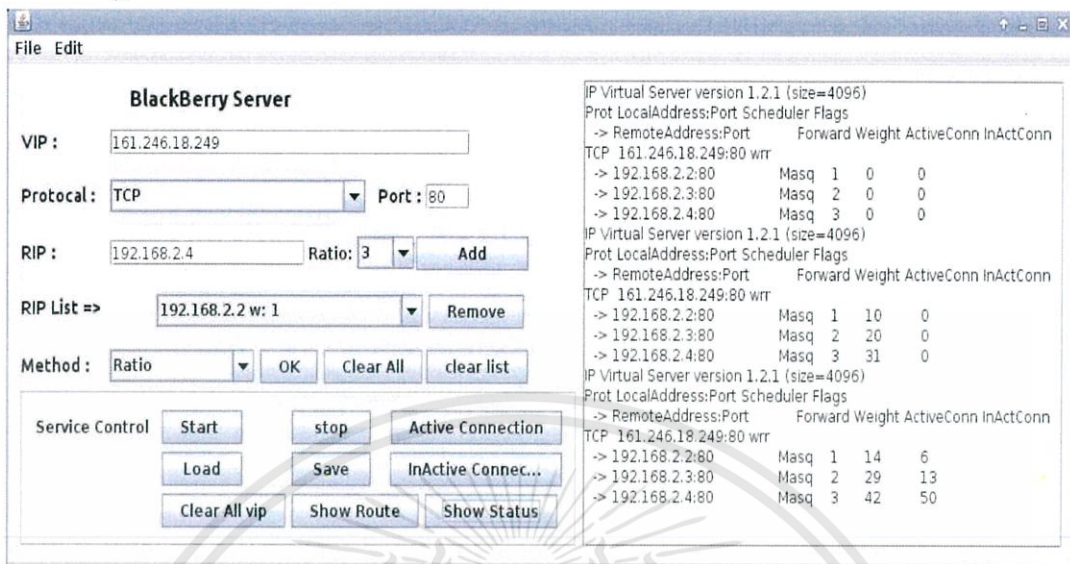 File Edit
BlackBerry Server
VIP : 161.246.18.249
Protocal : TCP Port : 80
RIP : 192.168.2.4 Ratio: 3 Add
RIP List => 192.168.2.2 w: 1 Remove
Method : Ratio OK Clear All clear list
Service Control Start stop Active Connection
Load Save InActive Connec...
Clear All vip Show Route Show Status
IP Virtual Server version 1.2.1 (size=4096)
Prot LocalAddress:Port Scheduler Flags
-> RemoteAddress:Port Forward Weight ActiveConn InActConn
TCP 161.246.18.249:80 wrr
-> 192.168.2.2:80 Masq 1 0 0
-> 192.168.2.3:80 Masq 2 0 0
-> 192.168.2.4:80 Masq 3 0 0
IP Virtual Server version 1.2.1 (size=4096)
Prot LocalAddress:Port Scheduler Flags
-> RemoteAddress:Port Forward Weight ActiveConn InActConn
TCP 161.246.18.249:80 wrr
-> 192.168.2.2:80 Masq 1 10 0
-> 192.168.2.3:80 Masq 2 20 0
-> 192.168.2.4:80 Masq 3 31 0
IP Virtual Server version 1.2.1 (size=4096)
Prot LocalAddress:Port Scheduler Flags
-> RemoteAddress:Port Forward Weight ActiveConn InActConn
TCP 161.246.18.249:80 wrr
-> 192.168.2.2:80 Masq 1 14 6
-> 192.168.2.3:80 Masq 2 29 13
-> 192.168.2.4:80 Masq 3 42 50